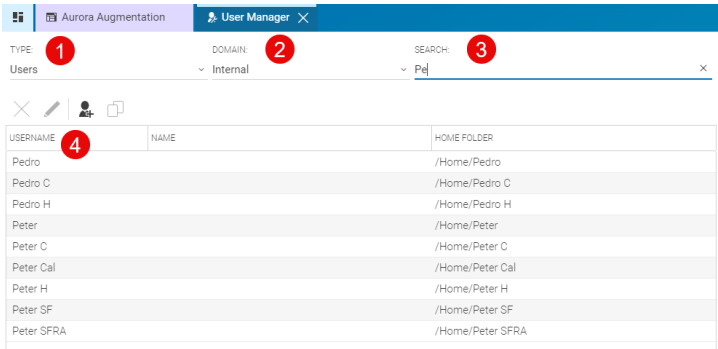 Aurora Augmentation User Manager
TYPE: 1 DOMAIN: 2 SEARCH: 3
Users Internal Pe
USERNAME 4 NAME HOME FOLDER
Pedro /Home/Pedro
Pedro C /Home/Pedro C
Pedro H /Home/Pedro H
Peter /Home/Peter
Peter C /Home/Peter C
Peter Cal /Home/Peter Cal
Peter H /Home/Peter H
Peter SF /Home/Peter SF
Peter SFRA /Home/Peter SFRA